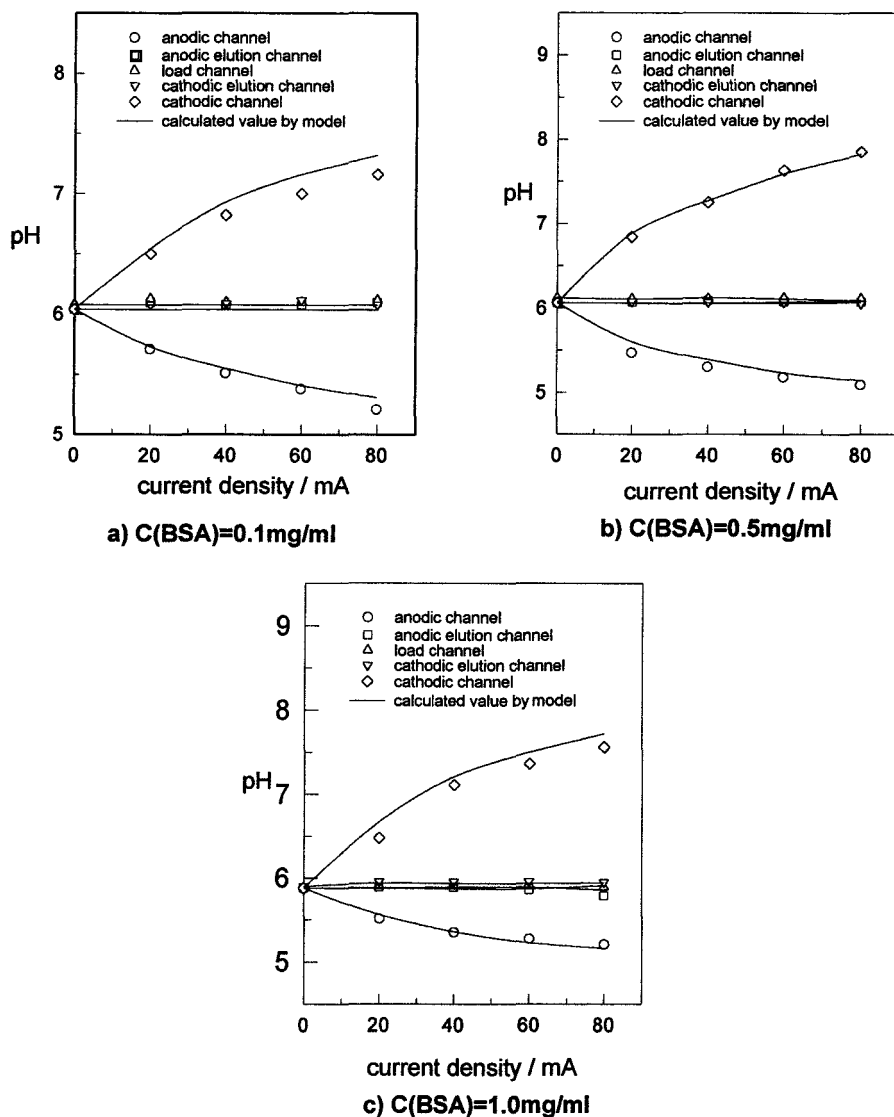 anodic channel
anodic elution channel
load channel
cathodic elution channel
cathodic channel
calculated value by model
8
7
6
5
pH
0 20 40 60 80
current density / mA
a) C(BSA)=0.1mg/ml
anodic channel
anodic elution channel
load channel
cathodic elution channel
cathodic channel
calculated value by model
9
8
7
6
5
pH
0 20 40 60 80
current density / mA
b) C(BSA)=0.5mg/ml
anodic channel
anodic elution channel
load channel
cathodic elution channel
cathodic channel
calculated value by model
9
8
7
6
5
pH
0 20 40 60 80
current density / mA
c) C(BSA)=1.0mg/ml